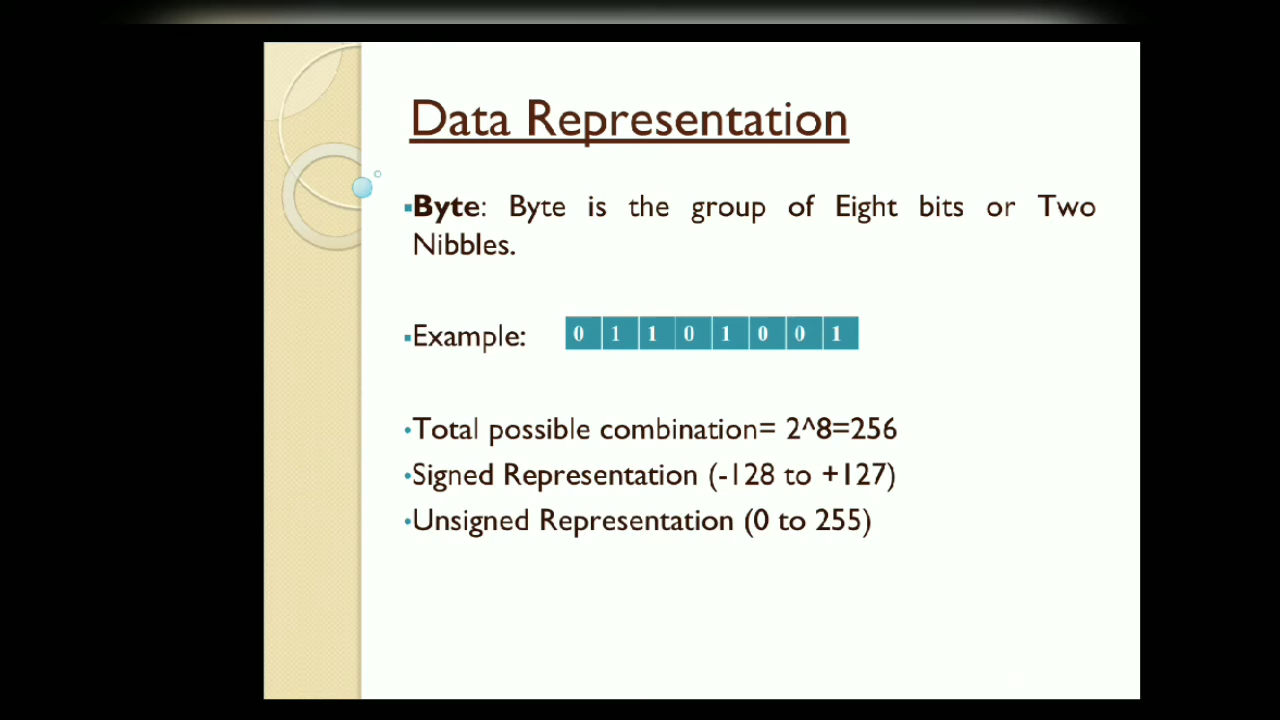 Data Representation
▪Byte: Byte is the group of Eight bits or Two
Nibbles.
▪Example: 0 1 1 0 1 0 0 1
•Total possible combination= 2^8=256
•Signed Representation (-128 to +127)
•Unsigned Representation (0 to 255)